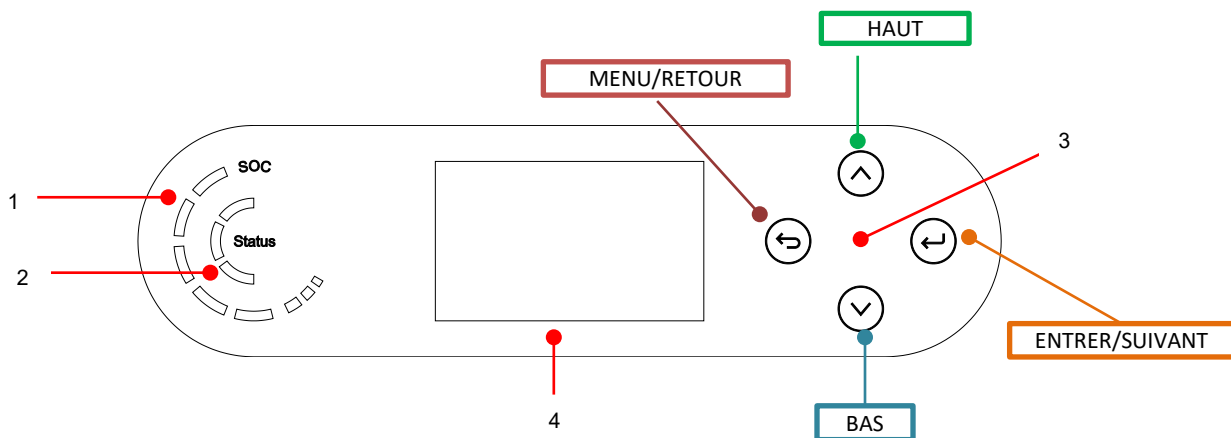 HAUT
MENU/RETOUR
3
SOC
1
Status
2
ENTRER/SUIVANT
4
BAS